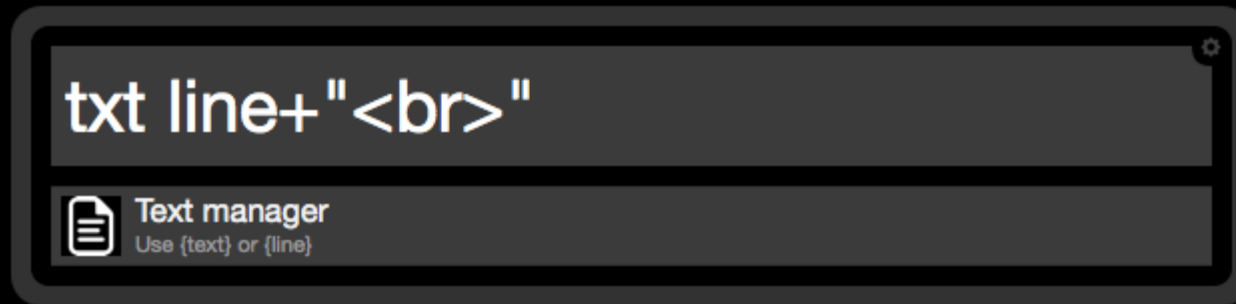 txt line+"<br>"
Text manager
Use {text} or {line}